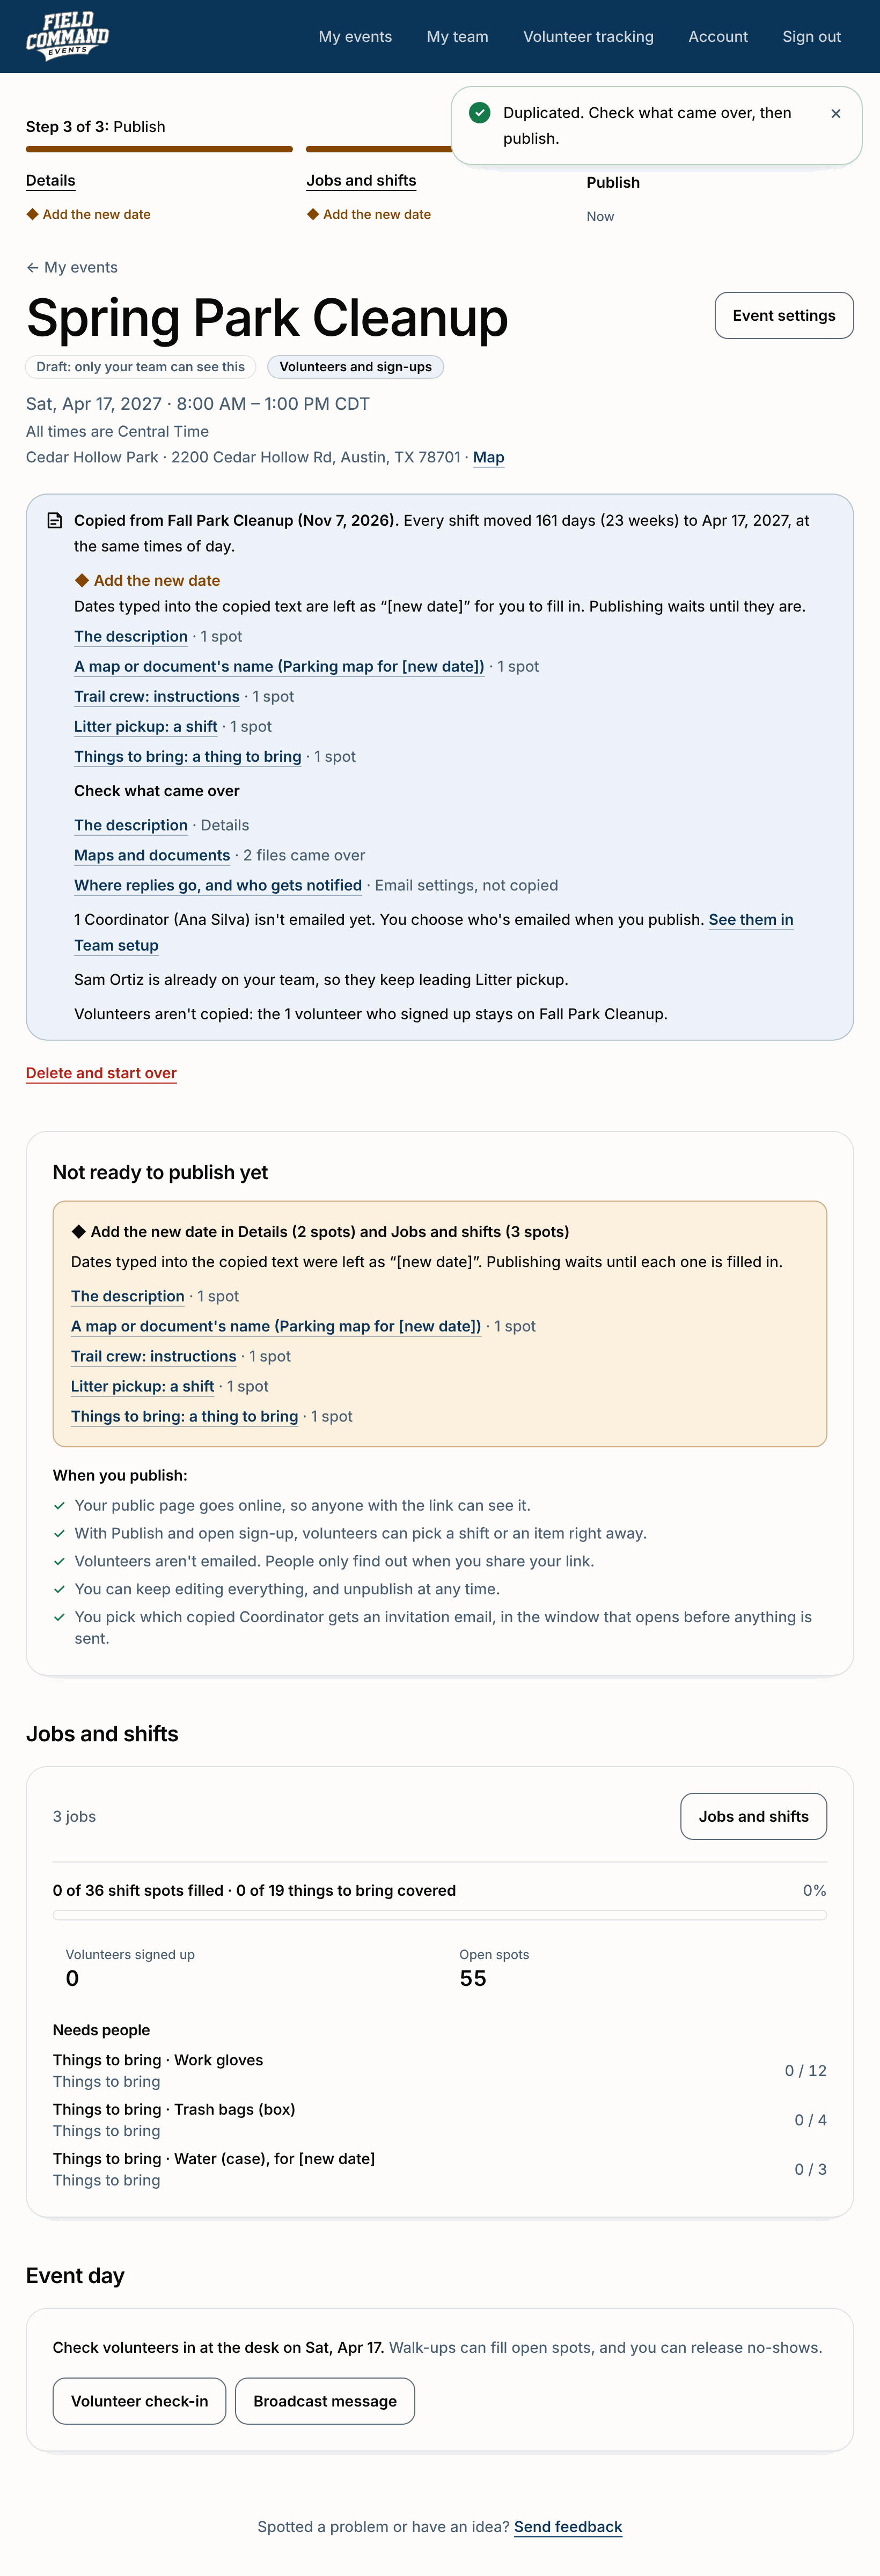 FIELD
COMMAND
EVENTS
My events
My team
Volunteer tracking
Account
Sign out
Duplicated. Check what came over, then
publish.
Step 3 of 3: Publish
Details
Jobs and shifts
Publish
◆ Add the new date
◆ Add the new date
Now
← My events
Spring Park Cleanup
Event settings
Draft: only your team can see this
Volunteers and sign-ups
Sat, Apr 17, 2027 · 8:00 AM – 1:00 PM CDT
All times are Central Time
Cedar Hollow Park · 2200 Cedar Hollow Rd, Austin, TX 78701 · Map
Copied from Fall Park Cleanup (Nov 7, 2026). Every shift moved 161 days (23 weeks) to Apr 17, 2027, at
the same times of day.
◆ Add the new date
Dates typed into the copied text are left as “[new date]” for you to fill in. Publishing waits until they are.
The description · 1 spot
A map or document's name (Parking map for [new date]) · 1 spot
Trail crew: instructions · 1 spot
Litter pickup: a shift · 1 spot
Things to bring: a thing to bring · 1 spot
Check what came over
The description · Details
Maps and documents · 2 files came over
Where replies go, and who gets notified · Email settings, not copied
1 Coordinator (Ana Silva) isn't emailed yet. You choose who's emailed when you publish. See them in
Team setup
Sam Ortiz is already on your team, so they keep leading Litter pickup.
Volunteers aren't copied: the 1 volunteer who signed up stays on Fall Park Cleanup.
Delete and start over
Not ready to publish yet
◆ Add the new date in Details (2 spots) and Jobs and shifts (3 spots)
Dates typed into the copied text were left as “[new date]”. Publishing waits until each one is filled in.
The description · 1 spot
A map or document's name (Parking map for [new date]) · 1 spot
Trail crew: instructions · 1 spot
Litter pickup: a shift · 1 spot
Things to bring: a thing to bring · 1 spot
When you publish:
✓ Your public page goes online, so anyone with the link can see it.
✓ With Publish and open sign-up, volunteers can pick a shift or an item right away.
✓ Volunteers aren't emailed. People only find out when you share your link.
✓ You can keep editing everything, and unpublish at any time.
✓ You pick which copied Coordinator gets an invitation email, in the window that opens before anything is
sent.
Jobs and shifts
3 jobs
Jobs and shifts
0 of 36 shift spots filled · 0 of 19 things to bring covered
0%
Volunteers signed up
Open spots
0
55
Needs people
Things to bring · Work gloves
Things to bring
0 / 12
Things to bring · Trash bags (box)
Things to bring
0 / 4
Things to bring · Water (case), for [new date]
Things to bring
0 / 3
Event day
Check volunteers in at the desk on Sat, Apr 17. Walk-ups can fill open spots, and you can release no-shows.
Volunteer check-in
Broadcast message
Spotted a problem or have an idea? Send feedback